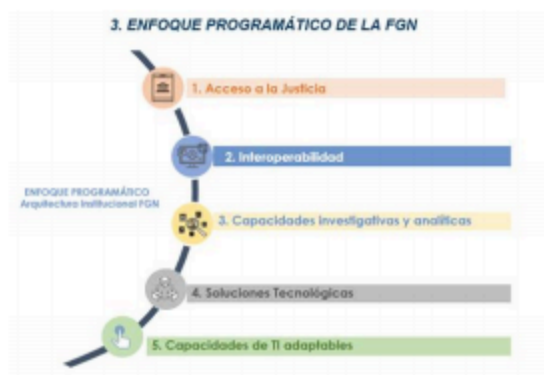 3. ENFOQUE PROGRAMÁTICO DE LA FGN
1. Acceso a la Justicia
2. Interoperabilidad
ENFOQUE PROGRAMÁTICO
Arquitectura Institucional FGN
3. Capacidades investigativas y analíticas
4. Soluciones Tecnológicas
5. Capacidades de TI adaptables